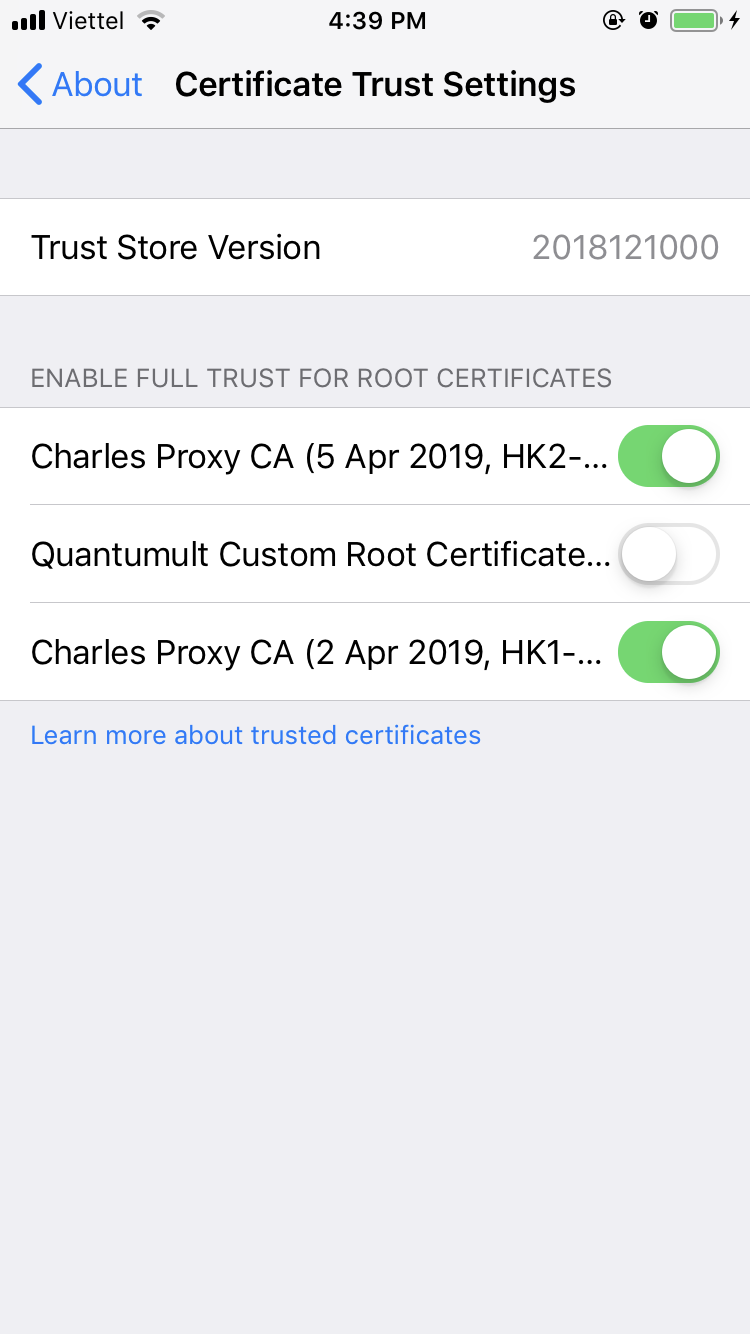 Viettel 4:39 PM
About Certificate Trust Settings
Trust Store Version 2018121000
ENABLE FULL TRUST FOR ROOT CERTIFICATES
Charles Proxy CA (5 Apr 2019, HK2-...
Quantumult Custom Root Certificate...
Charles Proxy CA (2 Apr 2019, HK1-...
Learn more about trusted certificates